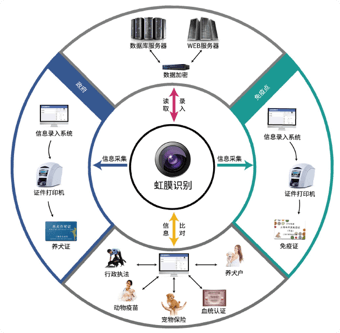 数据库服务器
WEB服务器
数据加密
政府
免疫点
读取
录入
信息录入系统
信息录入系统
信息采集
信息采集
证件打印机
证件打印机
虹膜识别
养犬证
免疫证
信息
比对
行政执法
养犬户
动物疫苗
宠物保险
血统认证